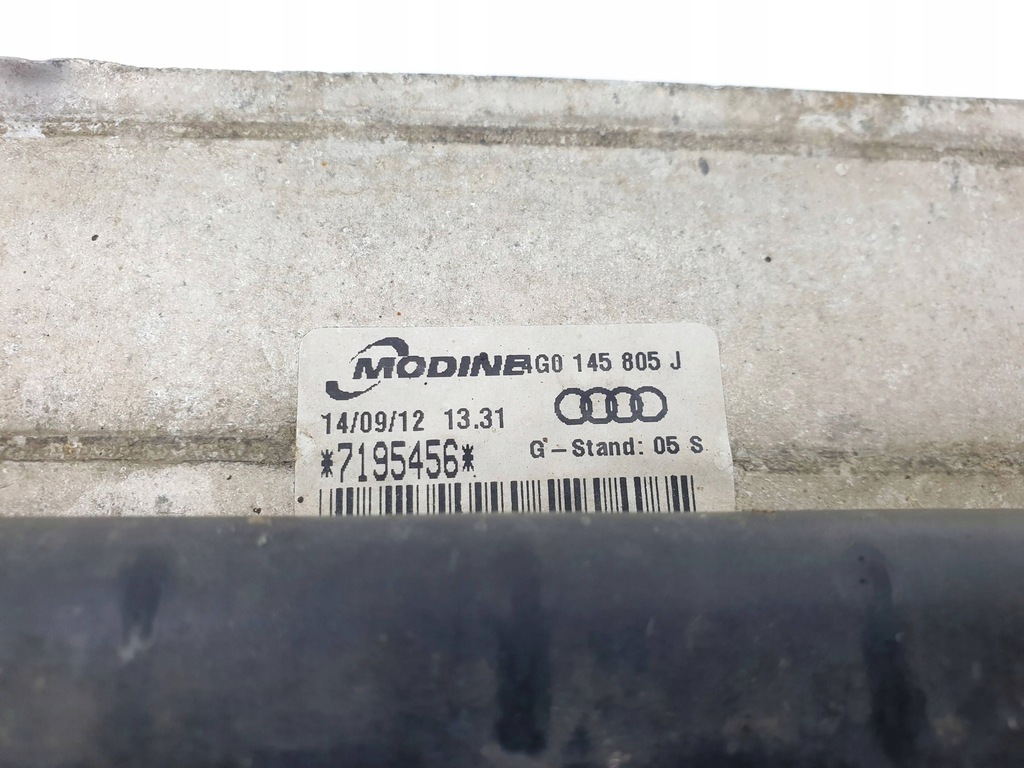 MODINE 4G0 145 805 J
14/09/12 13.31
*7195456*
G-Stand: 05 S